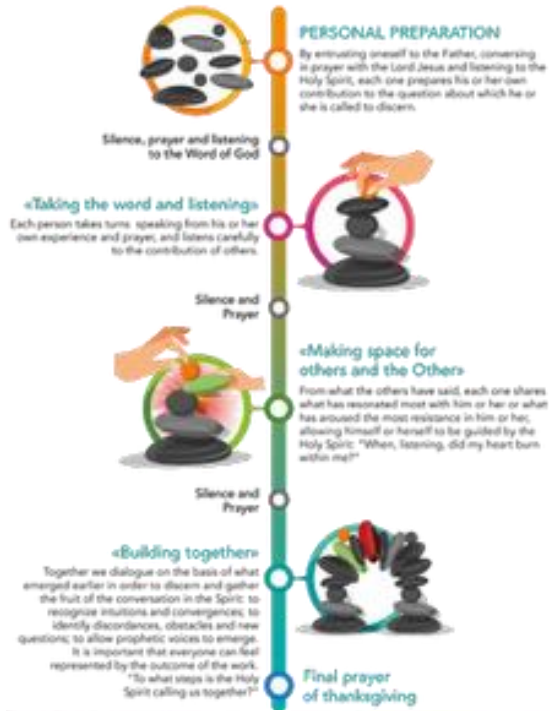 PERSONAL PREPARATION
By entrusting oneself to the Father, conversing
in prayer with the Lord Jesus and listening to the
Holy Spirit, each one prepares his or her own
contribution to the question about which he or
she is called to discern.
Silence, prayer and listening
to the Word of God
«Taking the word and listening»
Each person takes turns speaking from his or her
own experience and prayer, and listens carefully
to the contribution of others.
Silence and
Prayer
«Making space for
others and the Other»
From what the others have said, each one shares
what has resonated most with him or her or what
has aroused the most resistance in him or her,
allowing himself or herself to be guided by the
Holy Spirit: "When, listening, did my heart burn
within me?"
Silence and
Prayer
«Building together»
Together we dialogue on the basis of what
emerged earlier in order to discern and gather
the fruit of the conversation in the Spirit: to
recognize intuitions and convergences; to
identify discordances, obstacles and new
questions; to allow prophetic voices to emerge.
It is important that everyone can feel
represented by the outcome of the work.
"To what steps is the Holy
Spirit calling us together?"
Final prayer
of thanksgiving